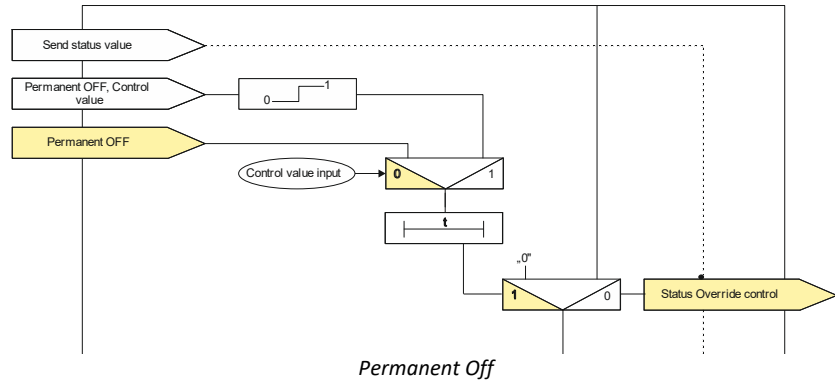 Send status value
Permanent OFF, Control
value
0
1
Permanent OFF
Control value input
0
1
t
„0"
1
0
Status Override control
Permanent Off